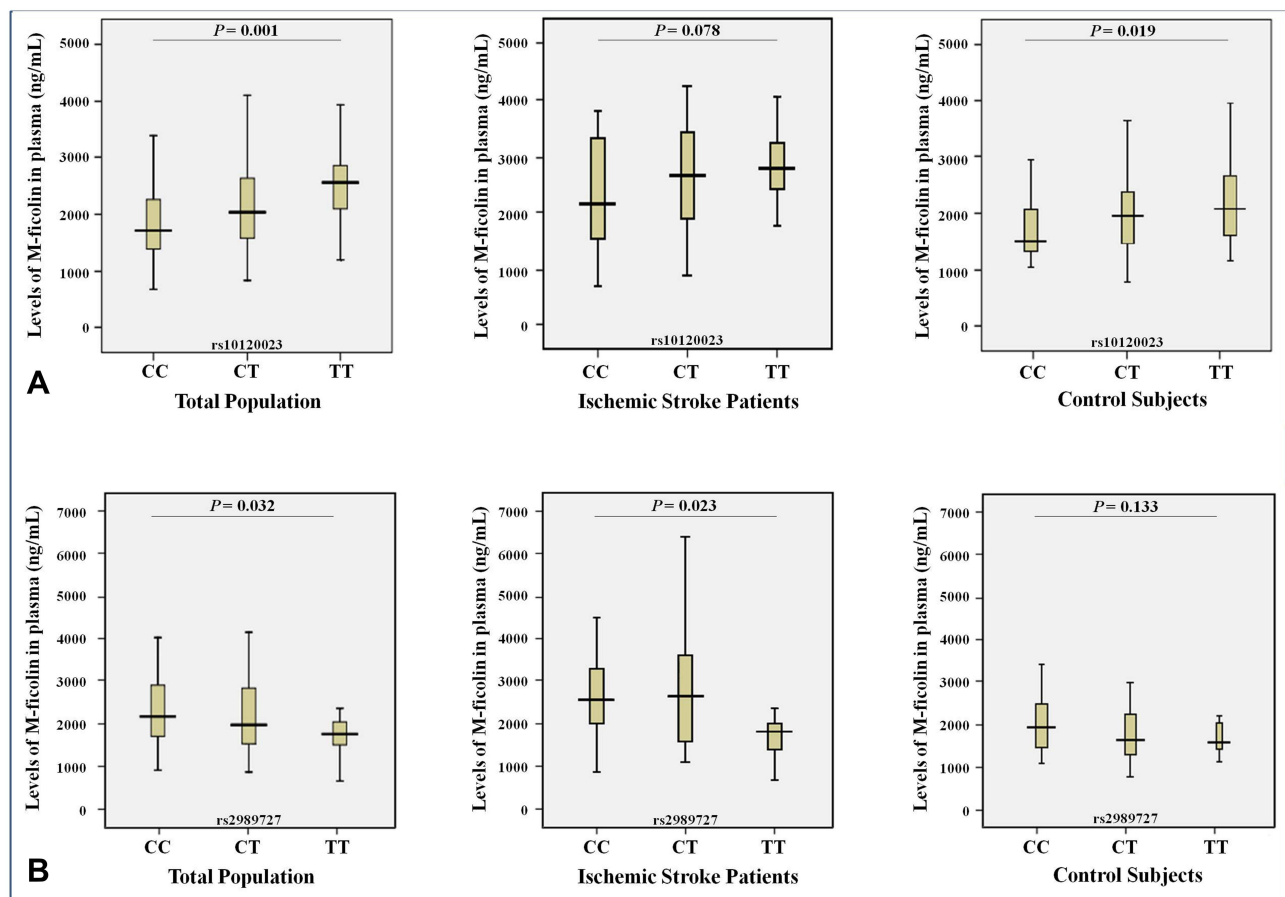 P = 0.001
Levels of M-ficolin in plasma (ng/mL)
5000
4000
3000
2000
1000
0
rs10120023
CC CT TT
Total Population
P = 0.078
Levels of M-ficolin in plasma (ng/mL)
5000
4000
3000
2000
1000
0
rs10120023
CC CT TT
Ischemic Stroke Patients
P = 0.019
Levels of M-ficolin in plasma (ng/mL)
5000
4000
3000
2000
1000
0
rs10120023
CC CT TT
Control Subjects
A
P = 0.032
Levels of M-ficolin in plasma (ng/mL)
7000
6000
5000
4000
3000
2000
1000
0
rs2989727
CC CT TT
Total Population
P = 0.023
Levels of M-ficolin in plasma (ng/mL)
7000
6000
5000
4000
3000
2000
1000
0
rs2989727
CC CT TT
Ischemic Stroke Patients
P = 0.133
Levels of M-ficolin in plasma (ng/mL)
7000
6000
5000
4000
3000
2000
1000
0
rs2989727
CC CT TT
Control Subjects
B